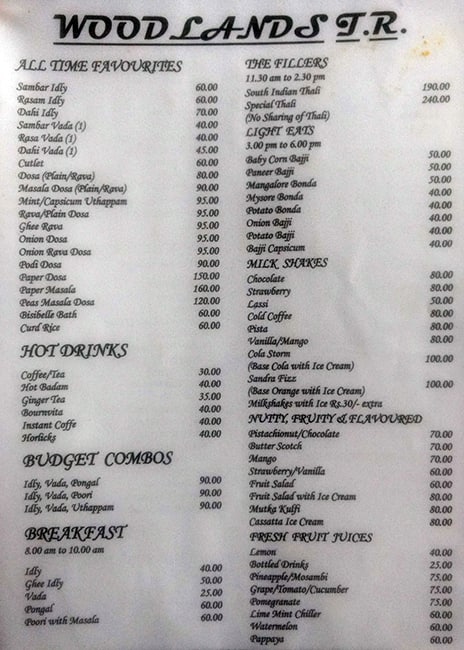 WOODLANDS T.R.
ALL TIME FAVOURITES
Sambar Idly 60.00
Rasam Idly 60.00
Dahi Idly 70.00
Sambar Vada (1) 40.00
Rasa Vada (1) 40.00
Dahi Vada (1) 45.00
Cutlet 60.00
Dosa (Plain/Rava) 80.00
Masala Dosa (Plain/Rava) 90.00
Mint/Capsicum Uthappam 95.00
Rava/Plain Dosa 95.00
Ghee Rava 95.00
Onion Dosa 95.00
Onion Rava Dosa 95.00
Podi Dosa 90.00
Paper Dosa 150.00
Paper Masala 160.00
Peas Masala Dosa 120.00
Bisibelle Bath 60.00
Curd Rice 60.00
HOT DRINKS
Coffee/Tea 30.00
Hot Badam 40.00
Ginger Tea 35.00
Bournvita 40.00
Instant Coffe 40.00
Horlicks 40.00
BUDGET COMBOS
Idly, Vada, Pongal 90.00
Idly, Vada, Poori 90.00
Idly, Vada, Uthappam 90.00
BREAKFAST
8.00 am to 10.00 am
Idly 40.00
Ghee Idly 50.00
Vada 25.00
Pongal 60.00
Poori with Masala 60.00
THE FILLERS
11.30 am to 2.30 pm
South Indian Thali 190.00
Special Thali 240.00
(No Sharing of Thali)
LIGHT EATS
3.00 pm to 6.00 pm
Baby Corn Bajji 50.00
Paneer Bajji 50.00
Mangalore Bonda 50.00
Mysore Bonda 40.00
Potato Bonda 40.00
Onion Bajji 40.00
Potato Bajji 40.00
Bajji Capsicum 40.00
MILK SHAKES
Chocolate 80.00
Strawberry 80.00
Lassi 50.00
Cold Coffee 80.00
Pista 80.00
Vanilla/Mango 80.00
Cola Storm 100.00
(Base Cola with Ice Cream)
Sandra Fizz 100.00
(Base Orange with Ice Cream)
Milkshakes with Ice Rs.30/- extra
NUTTY, FRUITY & FLAVOURED
Pistachionut/Chocolate 70.00
Butter Scotch 70.00
Mango 70.00
Strawberry/Vanilla 60.00
Fruit Salad 60.00
Fruit Salad with Ice Cream 80.00
Mutka Kulfi 80.00
Cassatta Ice Cream 80.00
FRESH FRUIT JUICES
Lemon 40.00
Bottled Drinks 25.00
Pineapple/Mosambi 75.00
Grape/Tomato/Cucumber 75.00
Pomegranate 75.00
Lime Mint Chiller 60.00
Watermelon 60.00
Pappaya 60.00